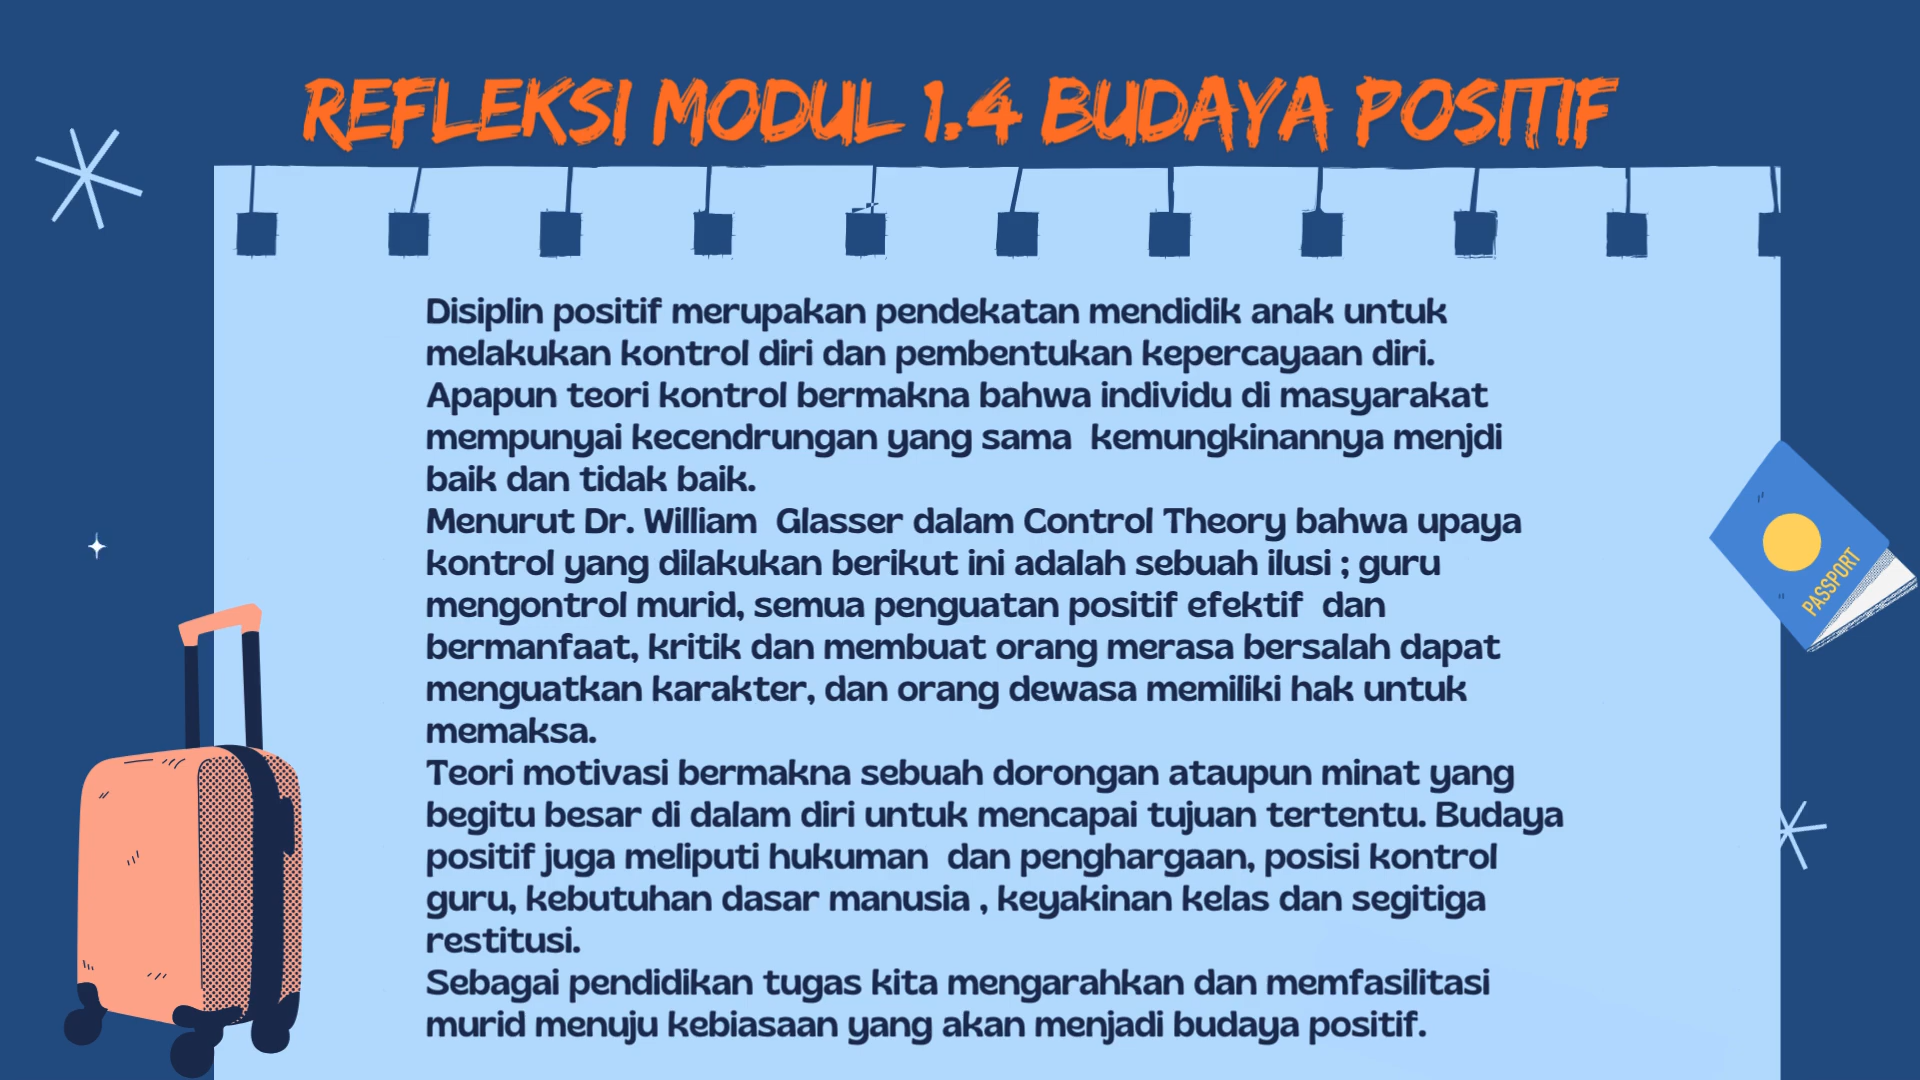 REFLEKSI MODUL 1.4 BUDAYA POSITIF
Disiplin positif merupakan pendekatan mendidik anak untuk
melakukan kontrol diri dan pembentukan kepercayaan diri.
Apapun teori kontrol bermakna bahwa individu di masyarakat
mempunyai kecendrungan yang sama  kemungkinannya menjdi
baik dan tidak baik.
Menurut Dr. William  Glasser dalam Control Theory bahwa upaya
kontrol yang dilakukan berikut ini adalah sebuah ilusi ; guru
mengontrol murid, semua penguatan positif efektif  dan
bermanfaat, kritik dan membuat orang merasa bersalah dapat
menguatkan karakter, dan orang dewasa memiliki hak untuk
memaksa.
Teori motivasi bermakna sebuah dorongan ataupun minat yang
begitu besar di dalam diri untuk mencapai tujuan tertentu. Budaya
positif juga meliputi hukuman  dan penghargaan, posisi kontrol
guru, kebutuhan dasar manusia , keyakinan kelas dan segitiga
restitusi.
Sebagai pendidikan tugas kita mengarahkan dan memfasilitasi
murid menuju kebiasaan yang akan menjadi budaya positif.
PASSPORT